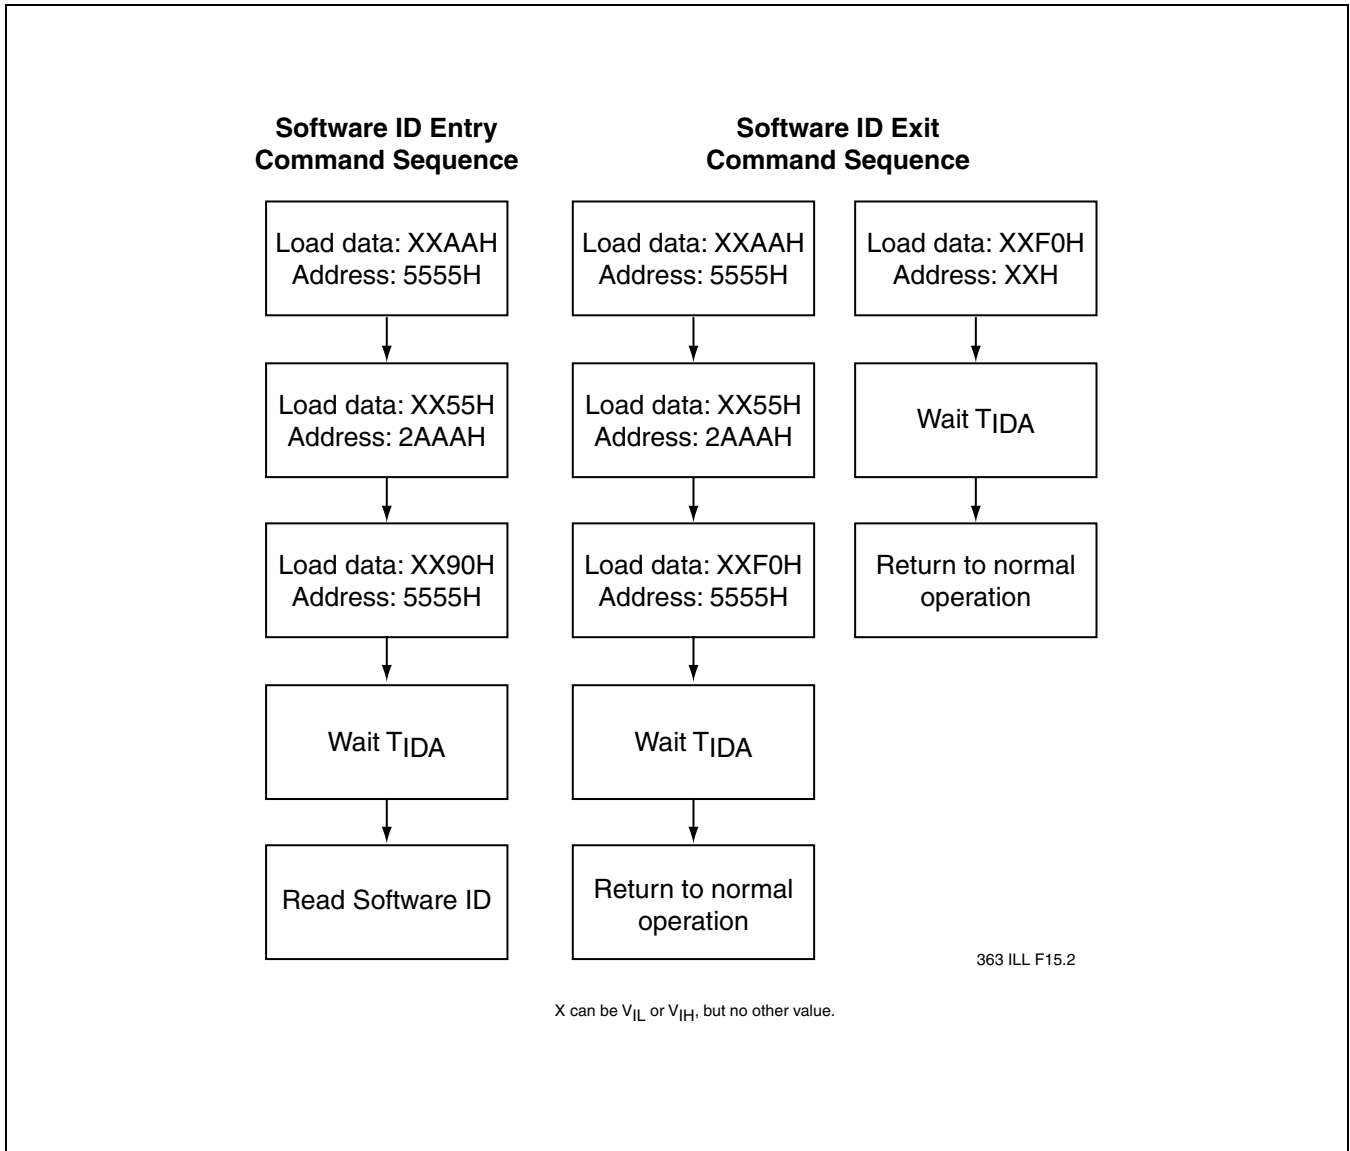 Software ID Entry
Command Sequence
Load data: XXAAH
Address: 5555H
Load data: XX55H
Address: 2AAAH
Load data: XX90H
Address: 5555H
Wait TIDA
Read Software ID
Software ID Exit
Command Sequence
Load data: XXAAH
Address: 5555H
Load data: XX55H
Address: 2AAAH
Load data: XXF0H
Address: 5555H
Wait TIDA
Return to normal
operation
Load data: XXF0H
Address: XXH
Wait TIDA
Return to normal
operation
363 ILL F15.2
X can be VIL or VIH, but no other value.